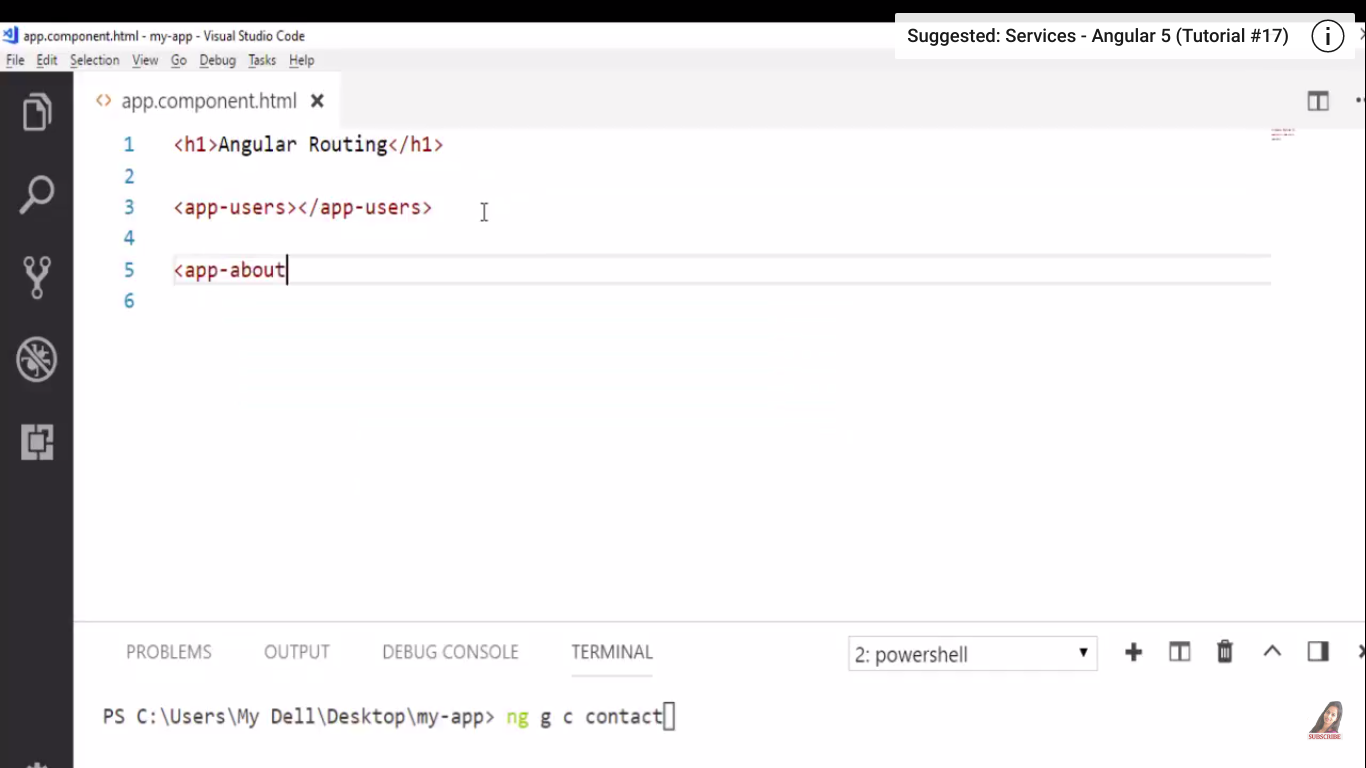 app.component.html - my-app - Visual Studio Code
Suggested: Services - Angular 5 (Tutorial #17)
File Edit Selection View Go Debug Tasks Help
<> app.component.html
1 <h1>Angular Routing</h1>
2
3 <app-users></app-users>
4
5 <app-about
6
PROBLEMS OUTPUT DEBUG CONSOLE TERMINAL 2: powershell
PS C:\Users\My Dell\Desktop\my-app> ng g c contact
SUBSCRIBE